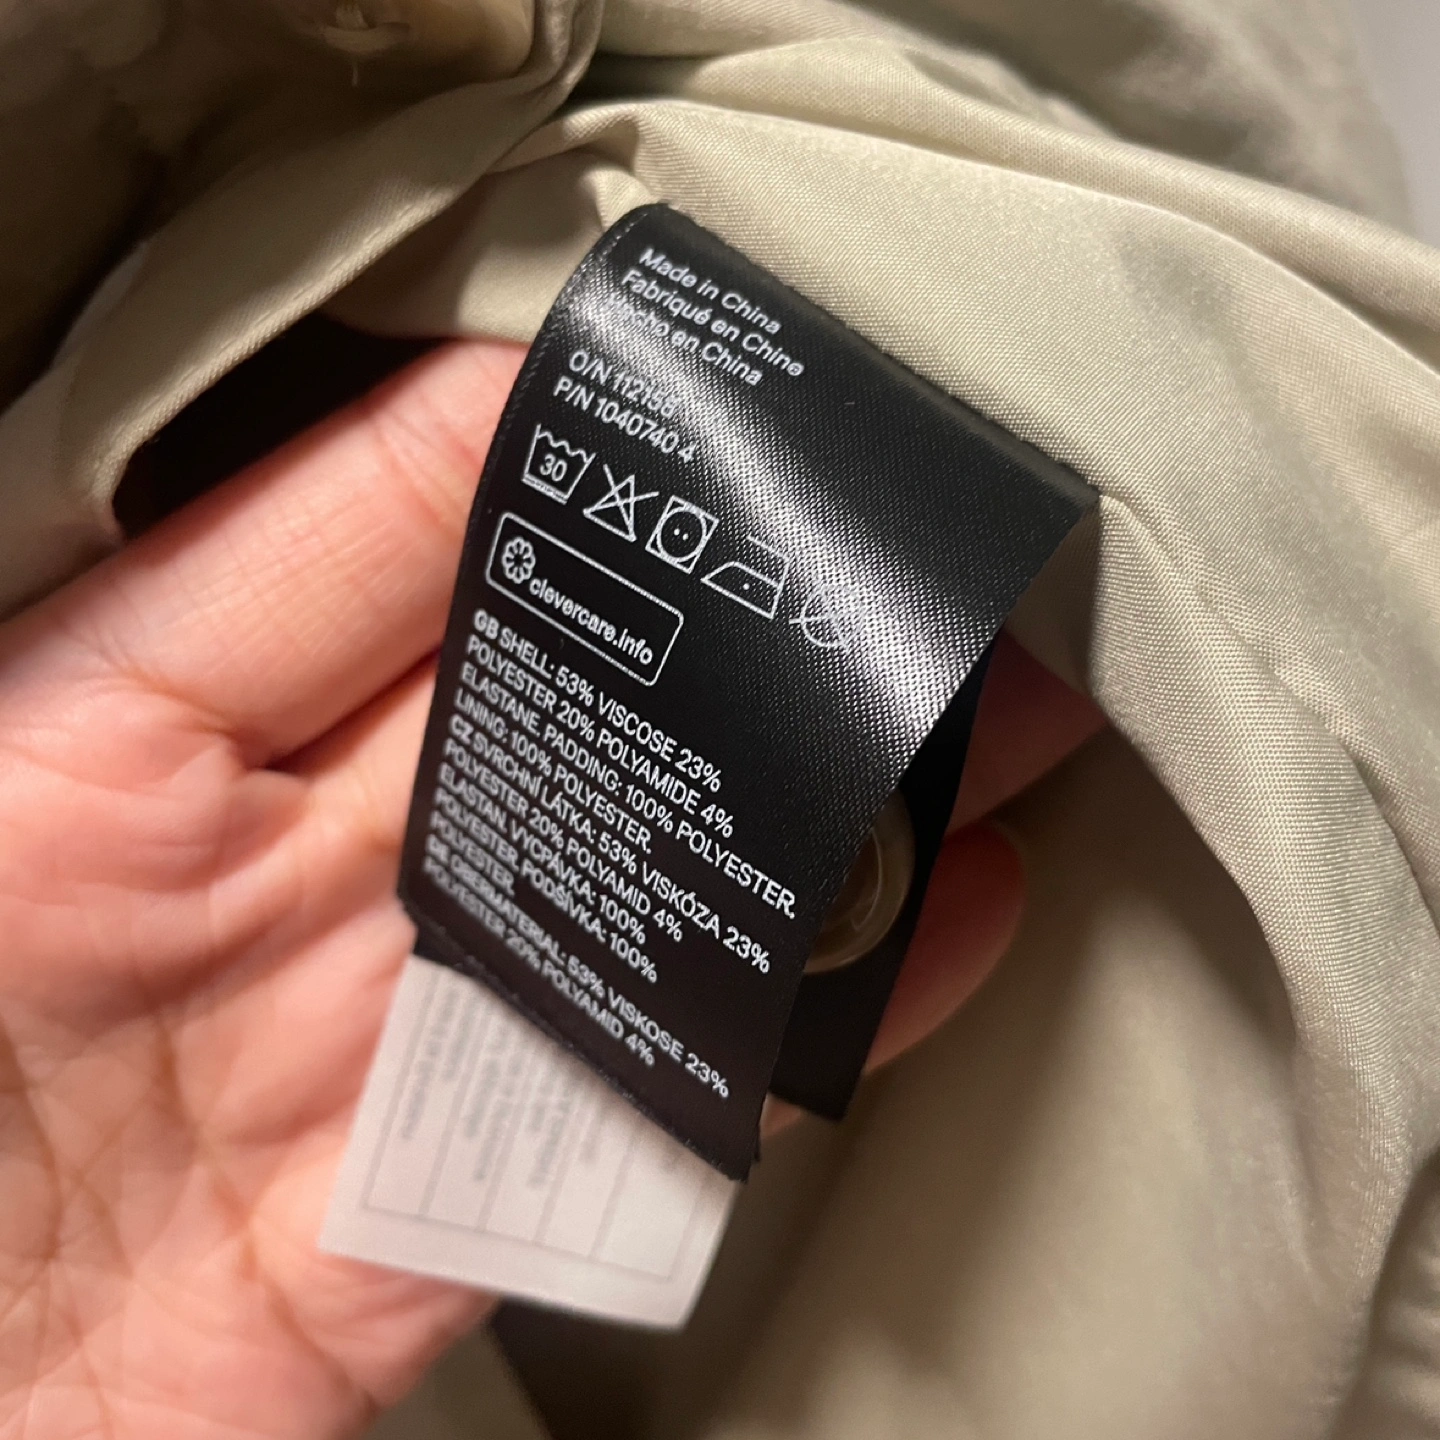 Made in China
Fabriqué en Chine
Hecho en China
O/N
P/N 1040740 4
30
clevercare.info
GB SHELL: 53% VISCOSE 23%
POLYESTER 20% POLYAMIDE 4%
ELASTANE. PADDING: 100% POLYESTER.
LINING: 100% POLYESTER.
CZ SVRCHNÍ LÁTKA: 53% VISKÓZA 23%
POLYESTER 20% POLYAMID 4%
ELASTAN. VYCPÁVKA: 100%
POLYESTER. PODŠÍVKA: 100%
POLYESTER.
DE OBERMATERIAL: 53% VISKOSE 23%
POLYESTER 20% POLYAMID 4%